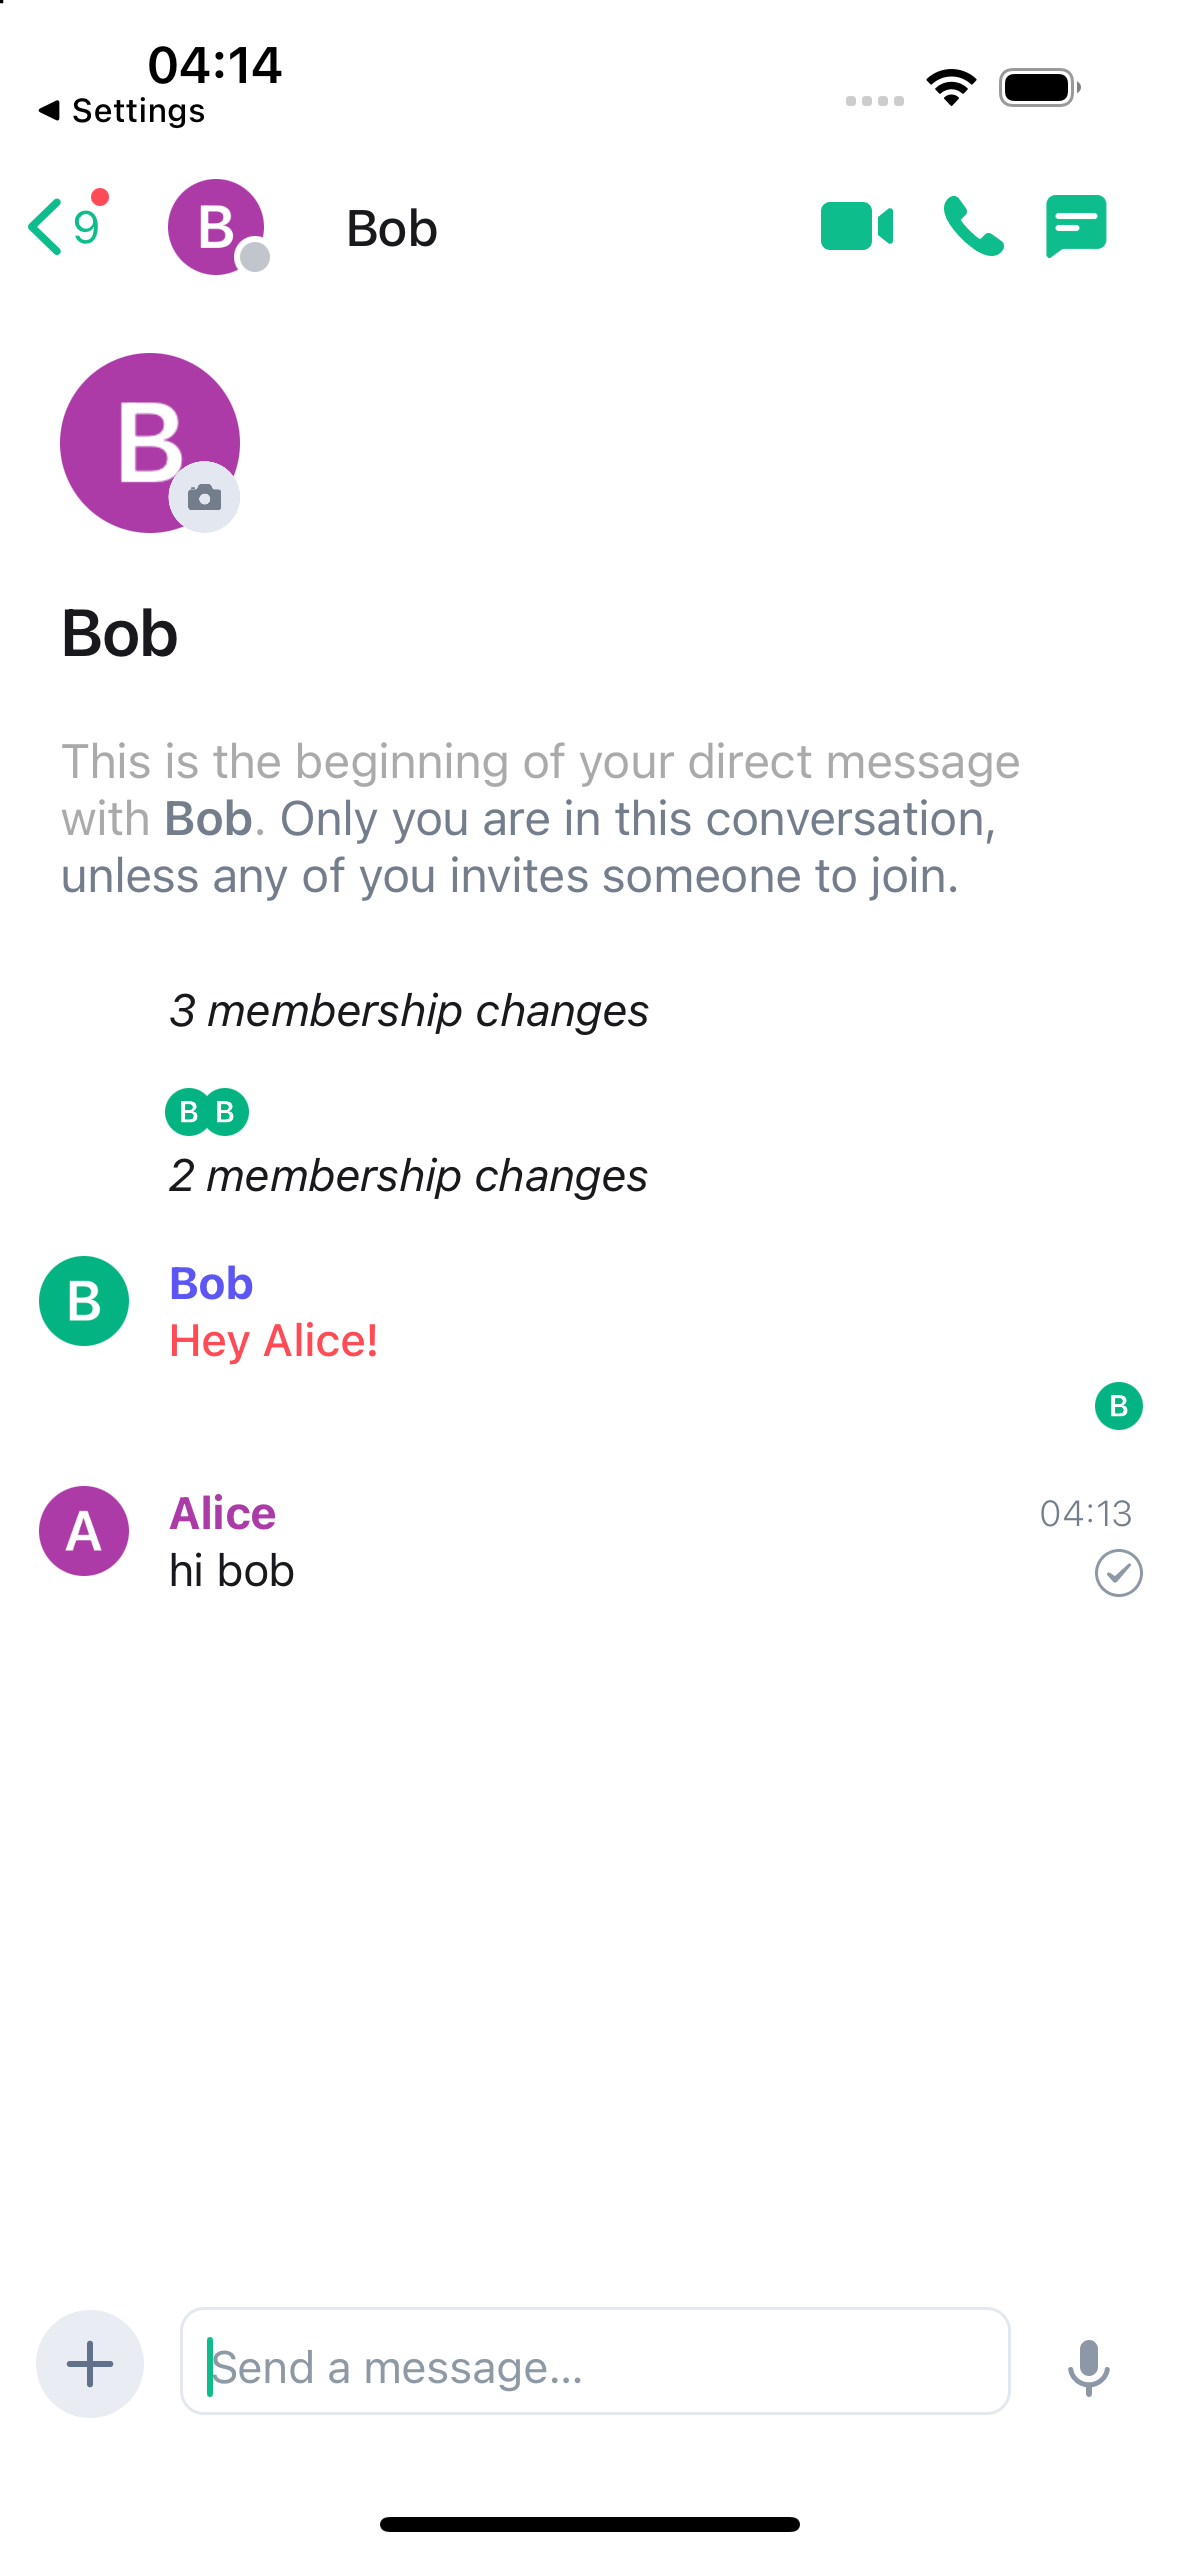 04:14
Settings
9
B
Bob
B
Bob
This is the beginning of your direct message
with Bob. Only you are in this conversation,
unless any of you invites someone to join.
3 membership changes
B B
2 membership changes
B
Bob
Hey Alice!
B
A
Alice
04:13
hi bob
Send a message...